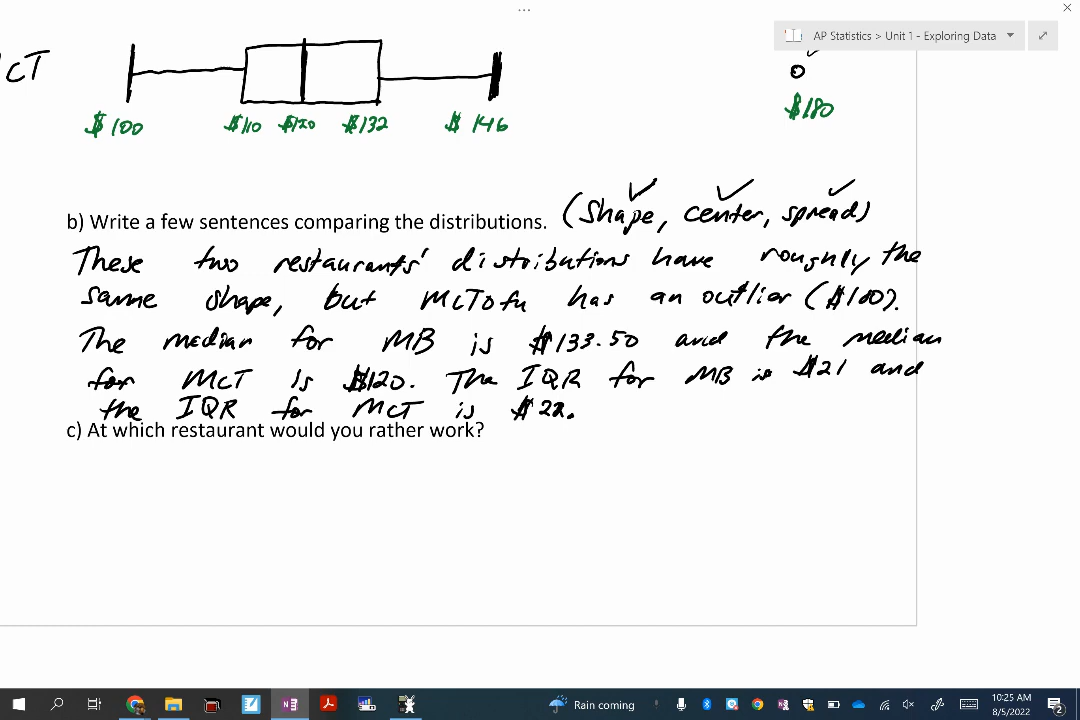 ...
AP Statistics > Unit 1 - Exploring Data
McT
$100 $110 $120 $132 $146
$180
b) Write a few sentences comparing the distributions. (Shape, center, spread)
These two restaurants' distributions have roughly the
same shape, but McTofu has an outlier ($180).
The median for MB is $133.50 and the median
for McT is $120. The IQR for MB is $21 and
the IQR for McT is $22.
c) At which restaurant would you rather work?
Rain coming
10:25 AM
8/5/2022
2